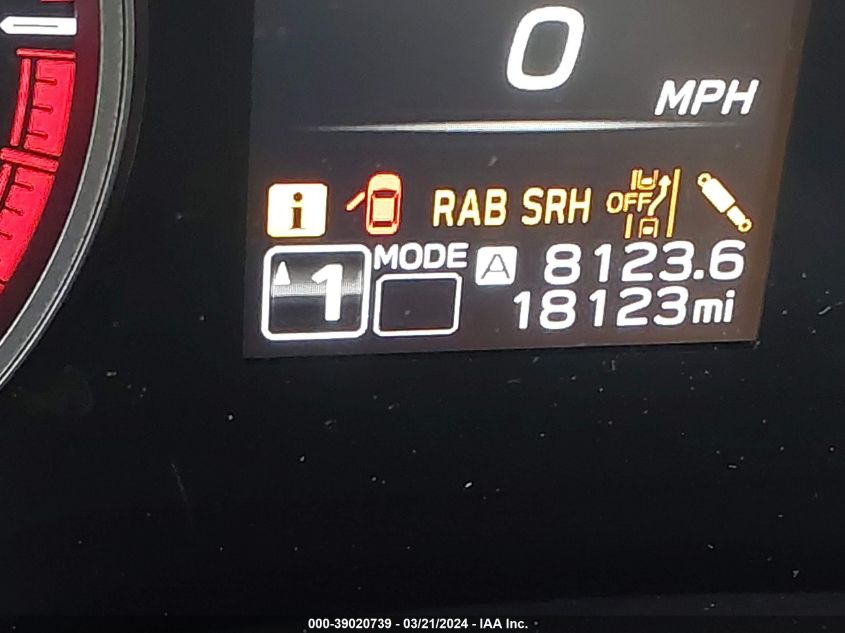 0
MPH
i RAB SRH OFF
MODE A 8123.6
1 18123mi
000-39020739 - 03/21/2024 - IAA Inc.